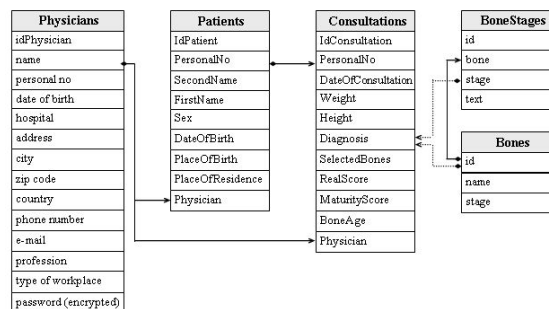 Physicians
idPhysician
name
personal no
date of birth
hospital
address
city
zip code
country
phone number
e-mail
profession
type of workplace
password (encrypted)
Patients
IdPatient
PersonalNo
SecondName
FirstName
Sex
DateOfBirth
PlaceOfBirth
PlaceOfResidence
Physician
Consultations
IdConsultation
PersonalNo
DateOfConsultation
Weight
Height
Diagnosis
SelectedBones
RealScore
MaturityScore
BoneAge
Physician
BoneStages
id
bone
stage
text
Bones
id
name
stage